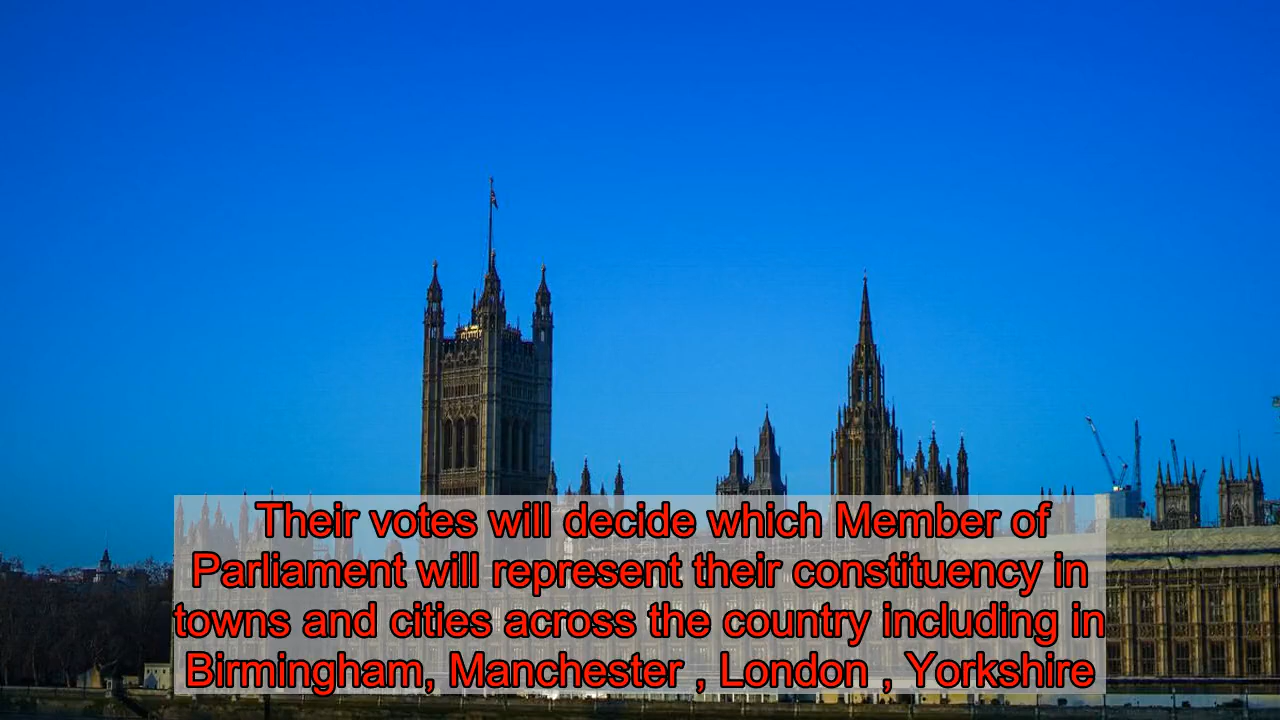 Their votes will decide which Member of
Parliament will represent their constituency in
towns and cities across the country including in
Birmingham, Manchester , London , Yorkshire